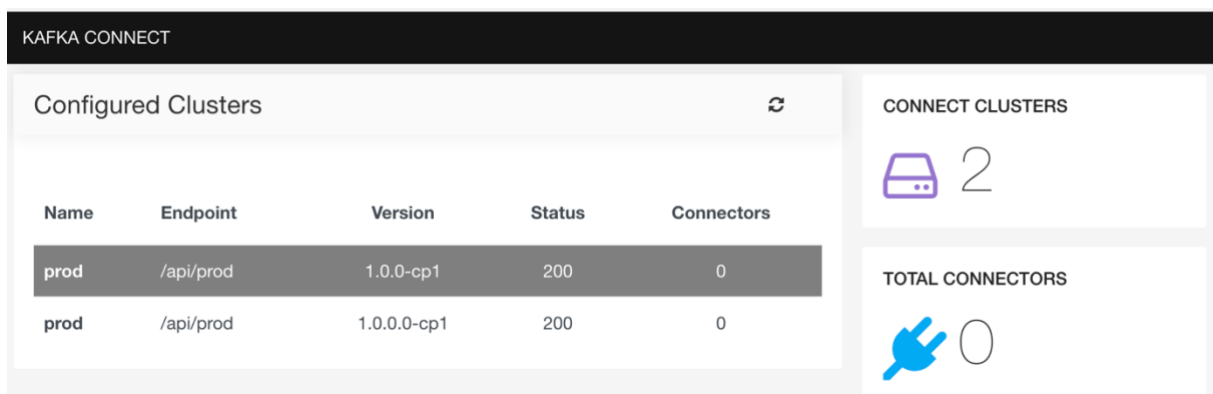 KAFKA CONNECT
Configured Clusters
Name Endpoint Version Status Connectors
prod /api/prod 1.0.0-cp1 200 0
prod /api/prod 1.0.0.0-cp1 200 0
CONNECT CLUSTERS
2
TOTAL CONNECTORS
0